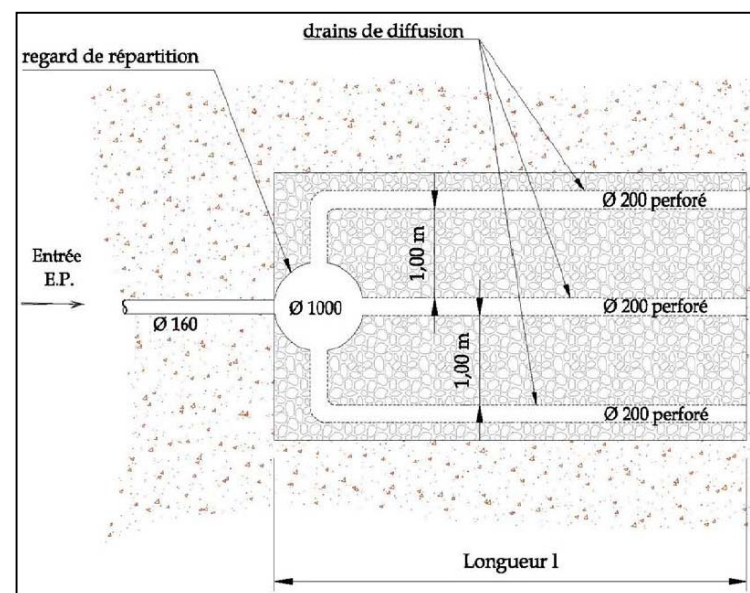 drains de diffusion
regard de répartition
Ø 200 perforé
1,00 m
Entrée
E.P.
Ø 1000
Ø 200 perforé
Ø 160
1,00 m
Ø 200 perforé
Longueur l